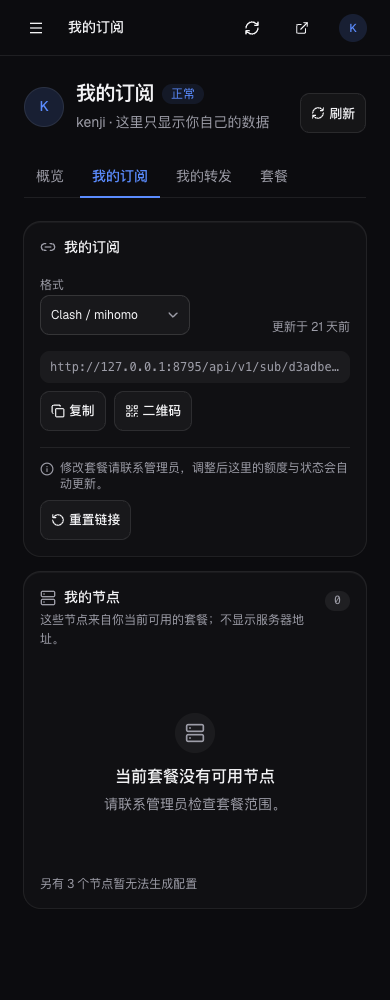 我的订阅
K
K
我的订阅
正常
kenji · 这里只显示你自己的数据
刷新
概览
我的订阅
我的转发
套餐
我的订阅
格式
Clash / mihomo
更新于 21 天前
http://127.0.0.1:8795/api/v1/sub/d3adbe…
复制
二维码
修改套餐请联系管理员，调整后这里的额度与状态会自
动更新。
重置链接
我的节点
0
这些节点来自你当前可用的套餐；不显示服务器地
址。
当前套餐没有可用节点
请联系管理员检查套餐范围。
另有 3 个节点暂无法生成配置